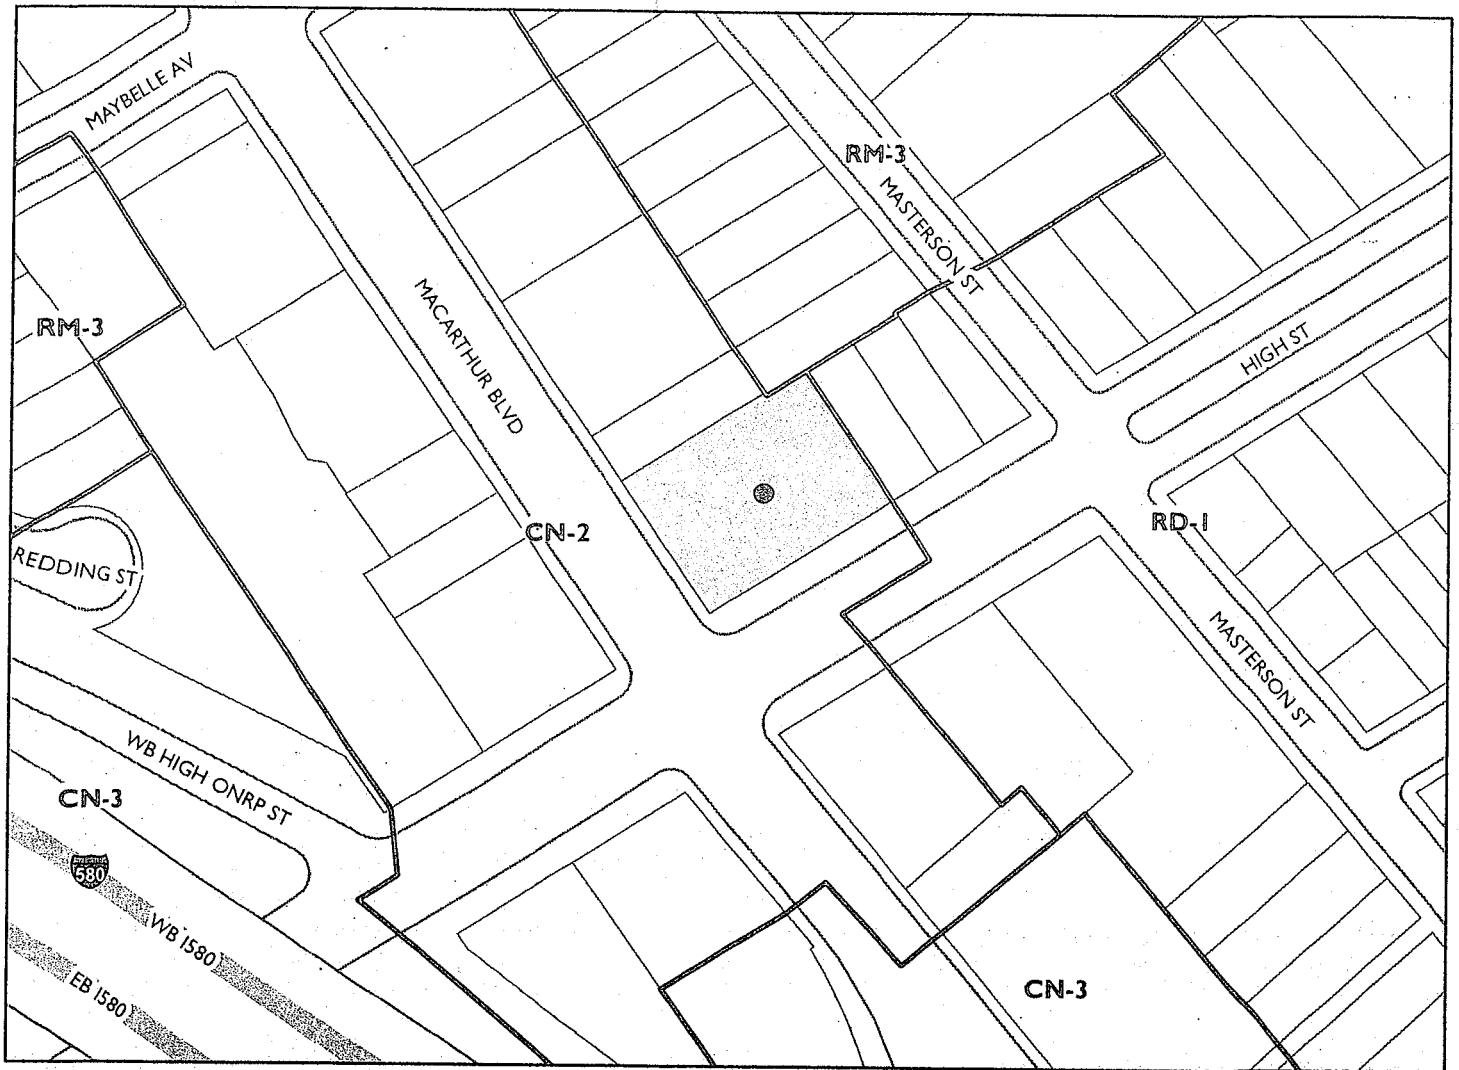 MAYBELLE AV
RM-3
MASTERSON ST
RM-3
MACARTHUR BLVD
HIGH ST
CN-2
RD-1
REDDING ST
MASTERSON ST
WB HIGH ONRP ST
CN-3
580
WB I580
EB I580
CN-3